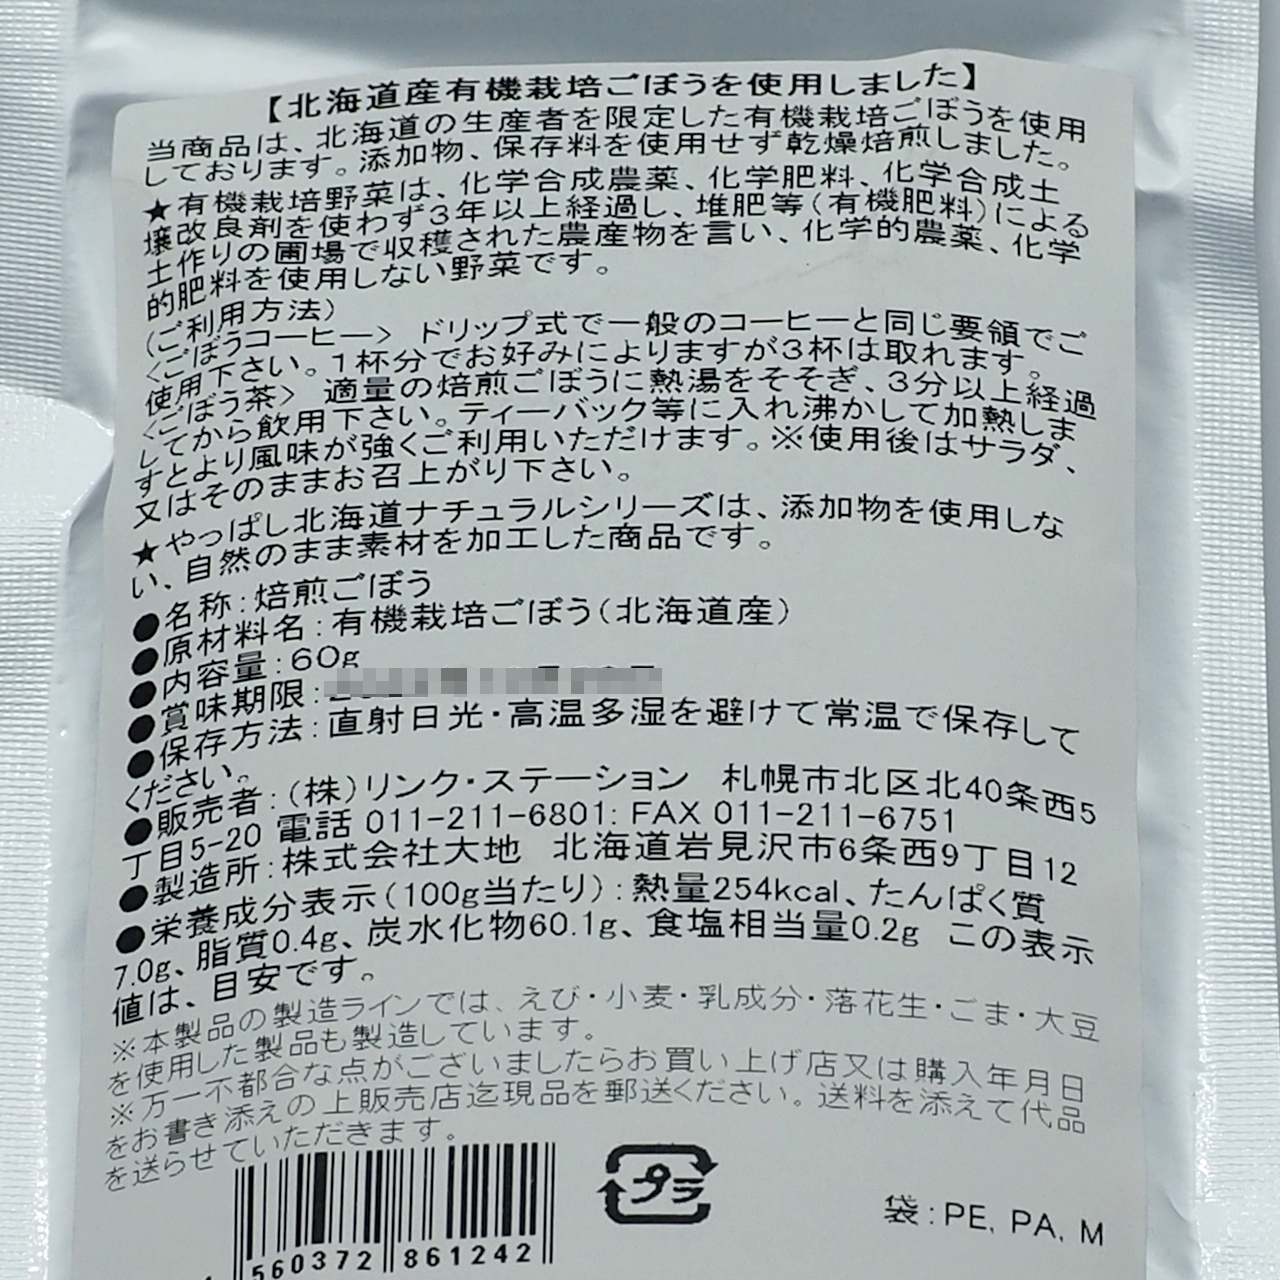 【北海道産有機栽培ごぼうを使用しました】
当商品は、北海道の生産者を限定した有機栽培ごぼうを使用
しております。添加物、保存料を使用せず乾燥焙煎しました。
★有機栽培野菜は、化学合成農薬、化学肥料、化学合成土
壌改良剤を使わず3年以上経過し、堆肥等(有機肥料)による
土作りの圃場で収穫された農産物を言い、化学的農薬、化学
的肥料を使用しない野菜です。
(ご利用方法)
<ごぼうコーヒー> ドリップ式で一般のコーヒーと同じ要領でご
使用下さい。1杯分でお好みによりますが3杯は取れます。
<ごぼう茶> 適量の焙煎ごぼうに熱湯をそそぎ、3分以上経過
してから飲用下さい。ティーバック等に入れ沸かして加熱しま
すとより風味が強くご利用いただけます。※使用後はサラダ、
又はそのままお召上がり下さい。
★やっぱし北海道ナチュラルシリーズは、添加物を使用しな
い、自然のまま素材を加工した商品です。
●名称:焙煎ごぼう
●原材料名:有機栽培ごぼう(北海道産)
●内容量:60g
●賞味期限:
●保存方法:直射日光・高温多湿を避けて常温で保存して
ください。
●販売者:(株)リンク・ステーション 札幌市北区北40条西5
丁目5-20 電話 011-211-6801: FAX 011-211-6751
●製造所:株式会社大地 北海道岩見沢市6条西9丁目12
●栄養成分表示(100g当たり):熱量254kcal、たんぱく質
7.0g、脂質0.4g、炭水化物60.1g、食塩相当量0.2g この表示
値は、目安です。
※本製品の製造ラインでは、えび・小麦・乳成分・落花生・ごま・大豆
を使用した製品も製造しています。
※万一不都合な点がございましたらお買い上げ店又は購入年月日
をお書き添えの上販売店迄現品を郵送ください。送料を添えて代品
を送らせていただきます。
プラ
袋:PE, PA, M
4 560372 861242